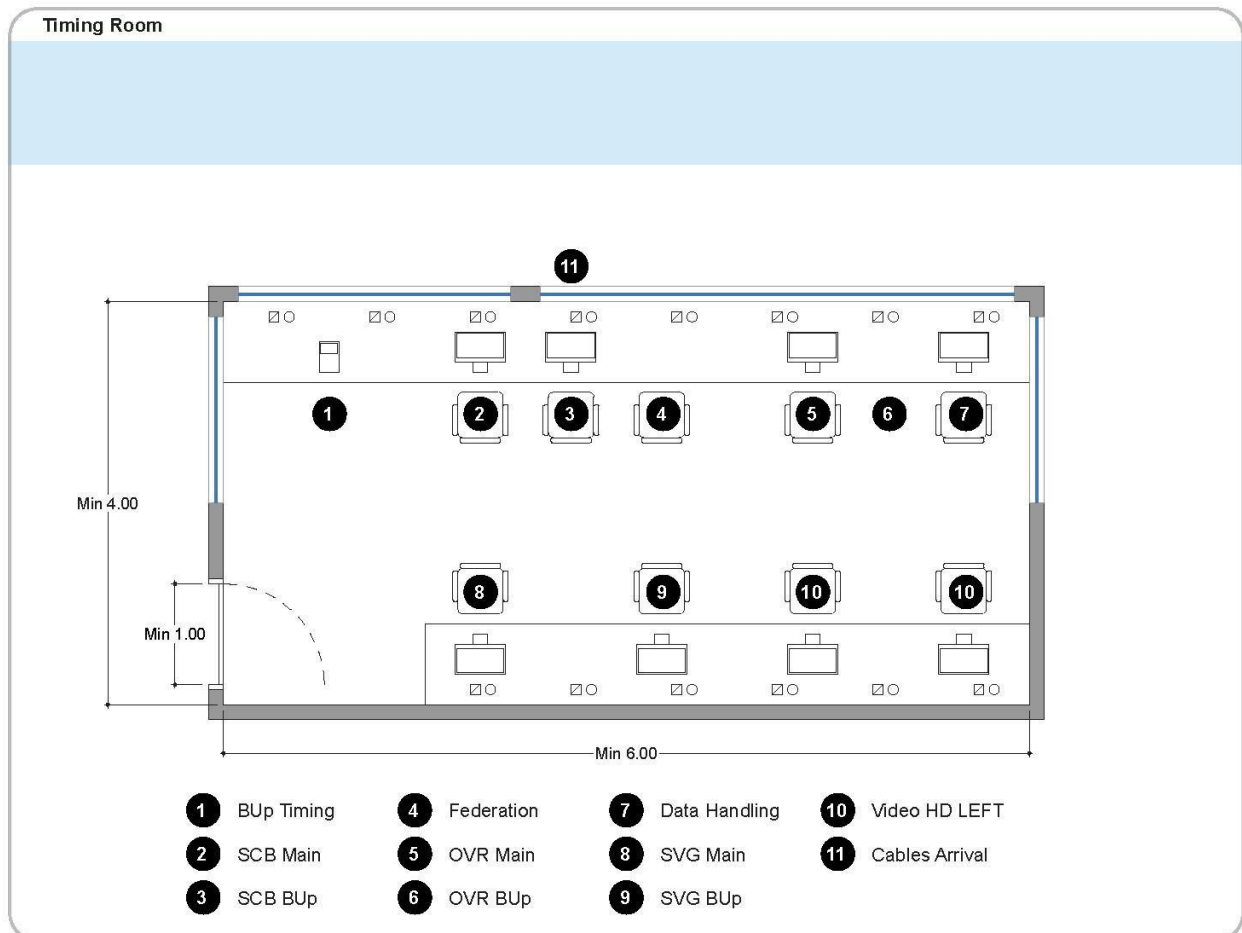 Timing Room
11
1 2 3 4 5 6 7
Min 4.00
8 9 10 10
Min 1.00
Min 6.00
1 BUp Timing 4 Federation 7 Data Handling 10 Video HD LEFT
2 SCB Main 5 OVR Main 8 SVG Main 11 Cables Arrival
3 SCB BUp 6 OVR BUp 9 SVG BUp